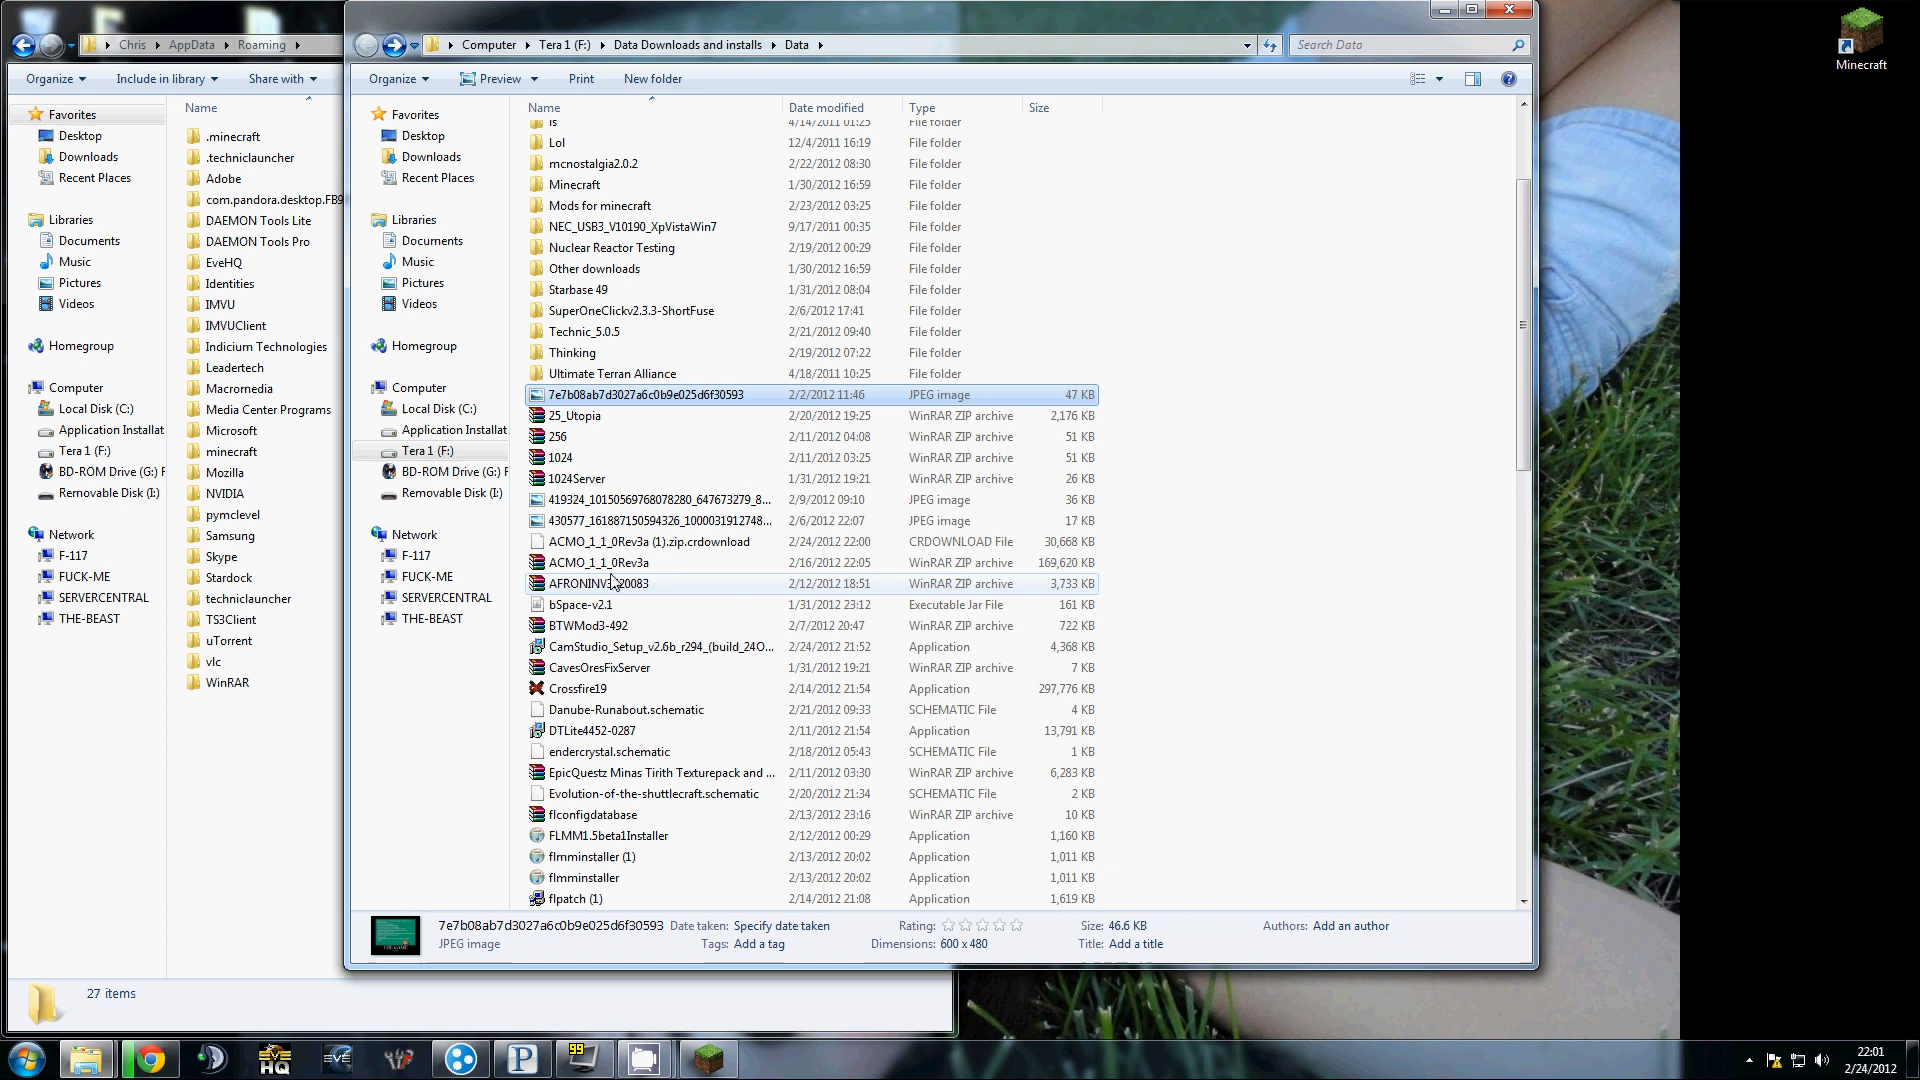 Chris ▸ AppData ▸ Roaming ▸
Organize Include in library Share with
Favorites
Desktop
Downloads
Recent Places
Libraries
Documents
Music
Pictures
Videos
Homegroup
Computer
Local Disk (C:)
Application Installat
Tera 1 (F:)
BD-ROM Drive (G:) F
Removable Disk (I:)
Network
F-117
FUCK-ME
SERVERCENTRAL
THE-BEAST
Name
.minecraft
.techniclauncher
Adobe
com.pandora.desktop.FB9
DAEMON Tools Lite
DAEMON Tools Pro
EveHQ
Identities
IMVU
IMVUClient
Indicium Technologies
Leadertech
Macromedia
Media Center Programs
Microsoft
minecraft
Mozilla
NVIDIA
pymclevel
Samsung
Skype
Stardock
techniclauncher
TS3Client
uTorrent
vlc
WinRAR
27 items
Computer ▸ Tera 1 (F:) ▸ Data Downloads and installs ▸ Data ▸
Search Data
Organize Preview Print New folder
Favorites
Desktop
Downloads
Recent Places
Libraries
Documents
Music
Pictures
Videos
Homegroup
Computer
Local Disk (C:)
Application Installat
Tera 1 (F:)
BD-ROM Drive (G:) F
Removable Disk (I:)
Network
F-117
FUCK-ME
SERVERCENTRAL
THE-BEAST
Name Date modified Type Size
is 4/14/2011 01:25 File folder
Lol 12/4/2011 16:19 File folder
mcnostalgia2.0.2 2/22/2012 08:30 File folder
Minecraft 1/30/2012 16:59 File folder
Mods for minecraft 2/23/2012 03:25 File folder
NEC_USB3_V10190_XpVistaWin7 9/17/2011 00:35 File folder
Nuclear Reactor Testing 2/19/2012 00:29 File folder
Other downloads 1/30/2012 16:59 File folder
Starbase 49 1/31/2012 08:04 File folder
SuperOneClickv2.3.3-ShortFuse 2/6/2012 17:41 File folder
Technic_5.0.5 2/21/2012 09:40 File folder
Thinking 2/19/2012 07:22 File folder
Ultimate Terran Alliance 4/18/2011 10:25 File folder
7e7b08ab7d3027a6c0b9e025d6f30593 2/2/2012 11:46 JPEG image 47 KB
25_Utopia 2/20/2012 19:25 WinRAR ZIP archive 2,176 KB
256 2/11/2012 04:08 WinRAR ZIP archive 51 KB
1024 2/11/2012 03:25 WinRAR ZIP archive 51 KB
1024Server 1/31/2012 19:21 WinRAR ZIP archive 26 KB
419324_10150569768078280_647673279_8... 2/9/2012 09:10 JPEG image 36 KB
430577_161887150594326_1000031912748... 2/6/2012 22:07 JPEG image 17 KB
ACMO_1_1_0Rev3a (1).zip.crdownload 2/24/2012 22:00 CRDOWNLOAD File 30,668 KB
ACMO_1_1_0Rev3a 2/16/2012 22:05 WinRAR ZIP archive 169,620 KB
2/12/2012 18:51 WinRAR ZIP archive 3,733 KB
bSpace-v2.1 1/31/2012 23:12 Executable Jar File 161 KB
BTWMod3-492 2/7/2012 20:47 WinRAR ZIP archive 722 KB
CamStudio_Setup_v2.6b_r294_(build_24O... 2/24/2012 21:52 Application 4,368 KB
CavesOresFixServer 1/31/2012 19:21 WinRAR ZIP archive 7 KB
Crossfire19 2/14/2012 21:54 Application 297,776 KB
Danube-Runabout.schematic 2/21/2012 09:33 SCHEMATIC File 4 KB
DTLite4452-0287 2/11/2012 21:54 Application 13,791 KB
endercrystal.schematic 2/18/2012 05:43 SCHEMATIC File 1 KB
EpicQuestz Minas Tirith Texturepack and ... 2/11/2012 03:30 WinRAR ZIP archive 6,283 KB
Evolution-of-the-shuttlecraft.schematic 2/20/2012 21:34 SCHEMATIC File 2 KB
flconfigdatabase 2/13/2012 23:16 WinRAR ZIP archive 10 KB
FLMM1.5beta1Installer 2/12/2012 00:29 Application 1,160 KB
flmminstaller (1) 2/13/2012 20:02 Application 1,011 KB
flmminstaller 2/13/2012 20:02 Application 1,011 KB
flpatch (1) 2/14/2012 21:08 Application 1,619 KB
7e7b08ab7d3027a6c0b9e025d6f30593 Date taken: Specify date taken Rating: Size: 46.6 KB Authors: Add an author
JPEG image Tags: Add a tag Dimensions: 600 x 480 Title: Add a title
Minecraft
EVE
HQ
EVE
P
99
22:01
2/24/2012